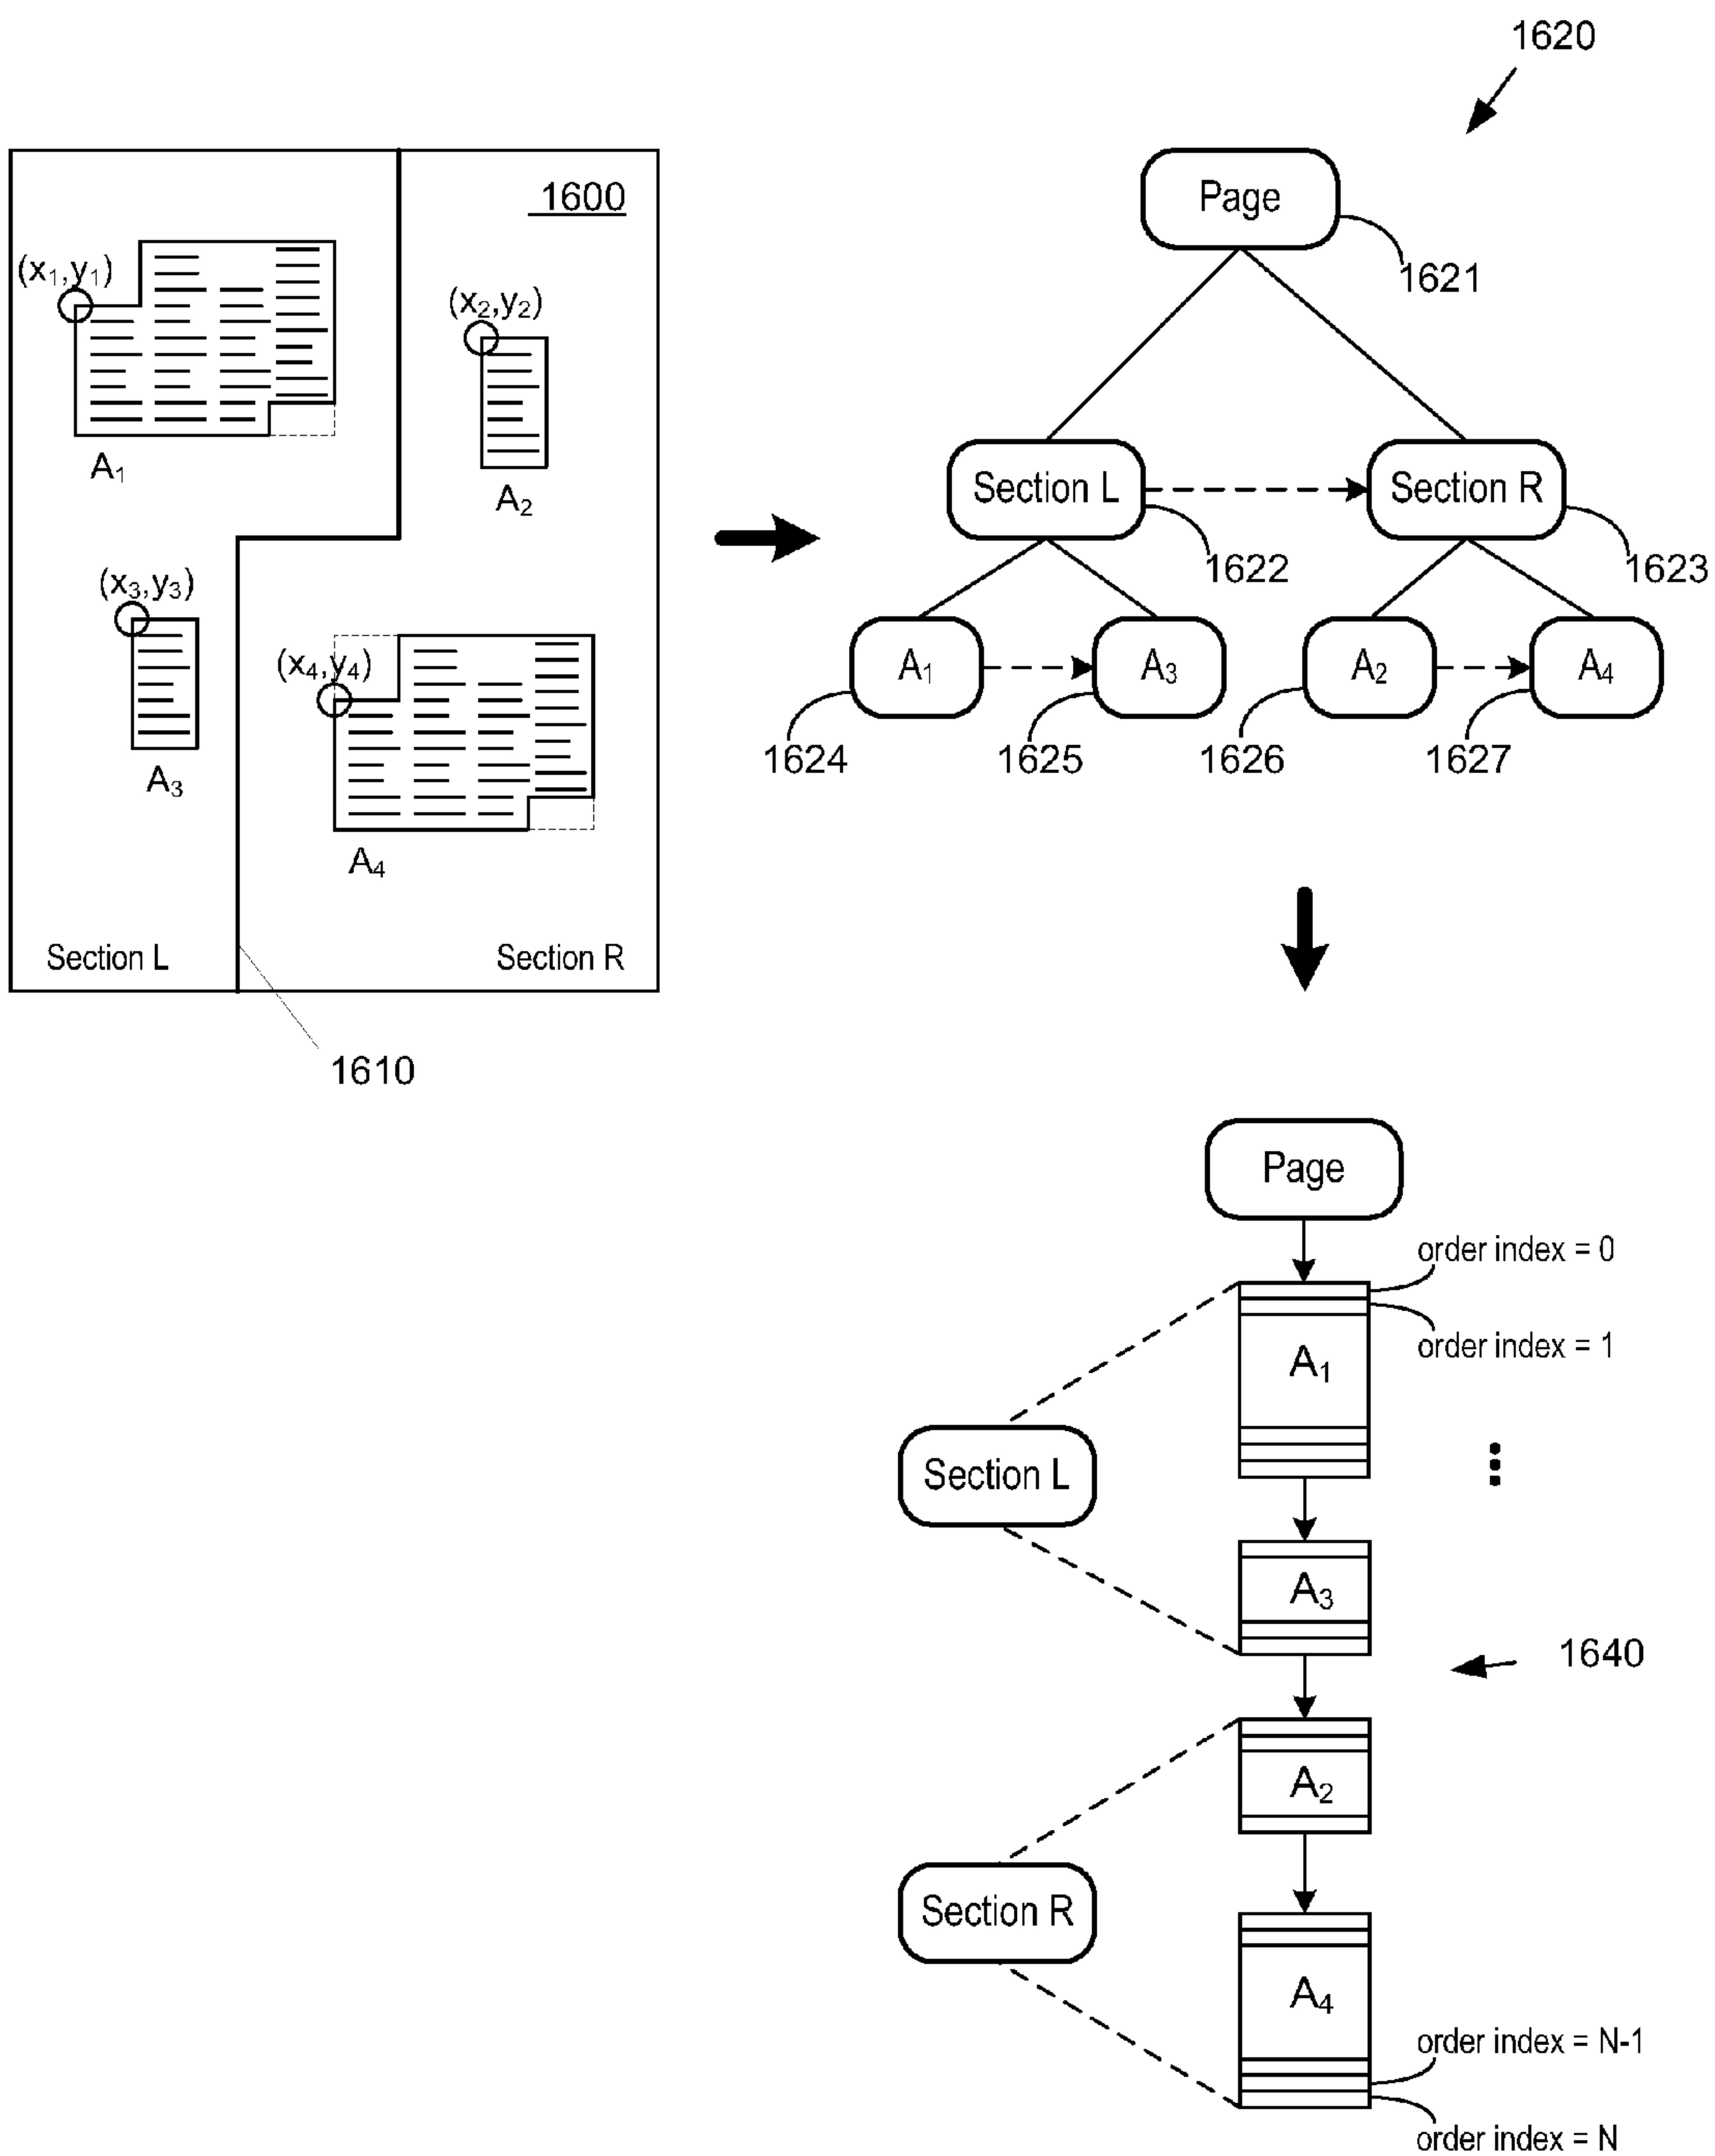 1620
1600
(x₁,y₁)
A₁
(x₂,y₂)
A₂
(x₃,y₃)
A₃
(x₄,y₄)
A₄
Section L
Section R
1610
Page
1621
Section L
Section R
1622
1623
A₁
A₃
A₂
A₄
1624
1625
1626
1627
Page
order index = 0
order index = 1
A₁
Section L
A₃
1640
A₂
Section R
A₄
order index = N-1
order index = N